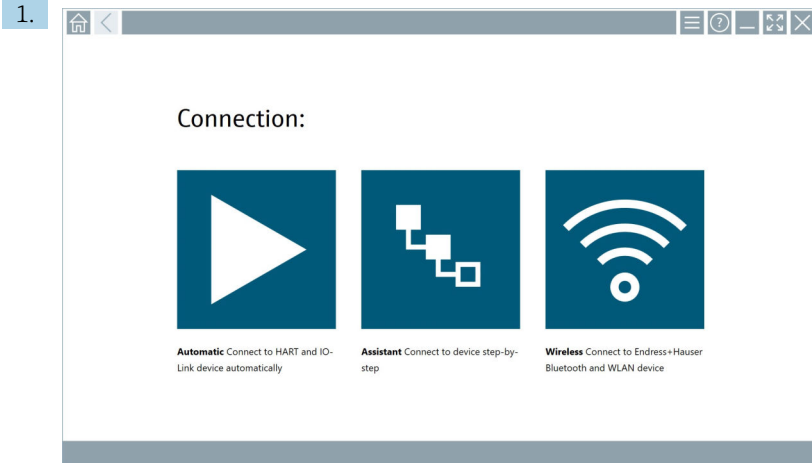 1.
Connection:
Automatic Connect to HART and IO-
Link device automatically
Assistant Connect to device step-by-
step
Wireless Connect to Endress+Hauser
Bluetooth and WLAN device